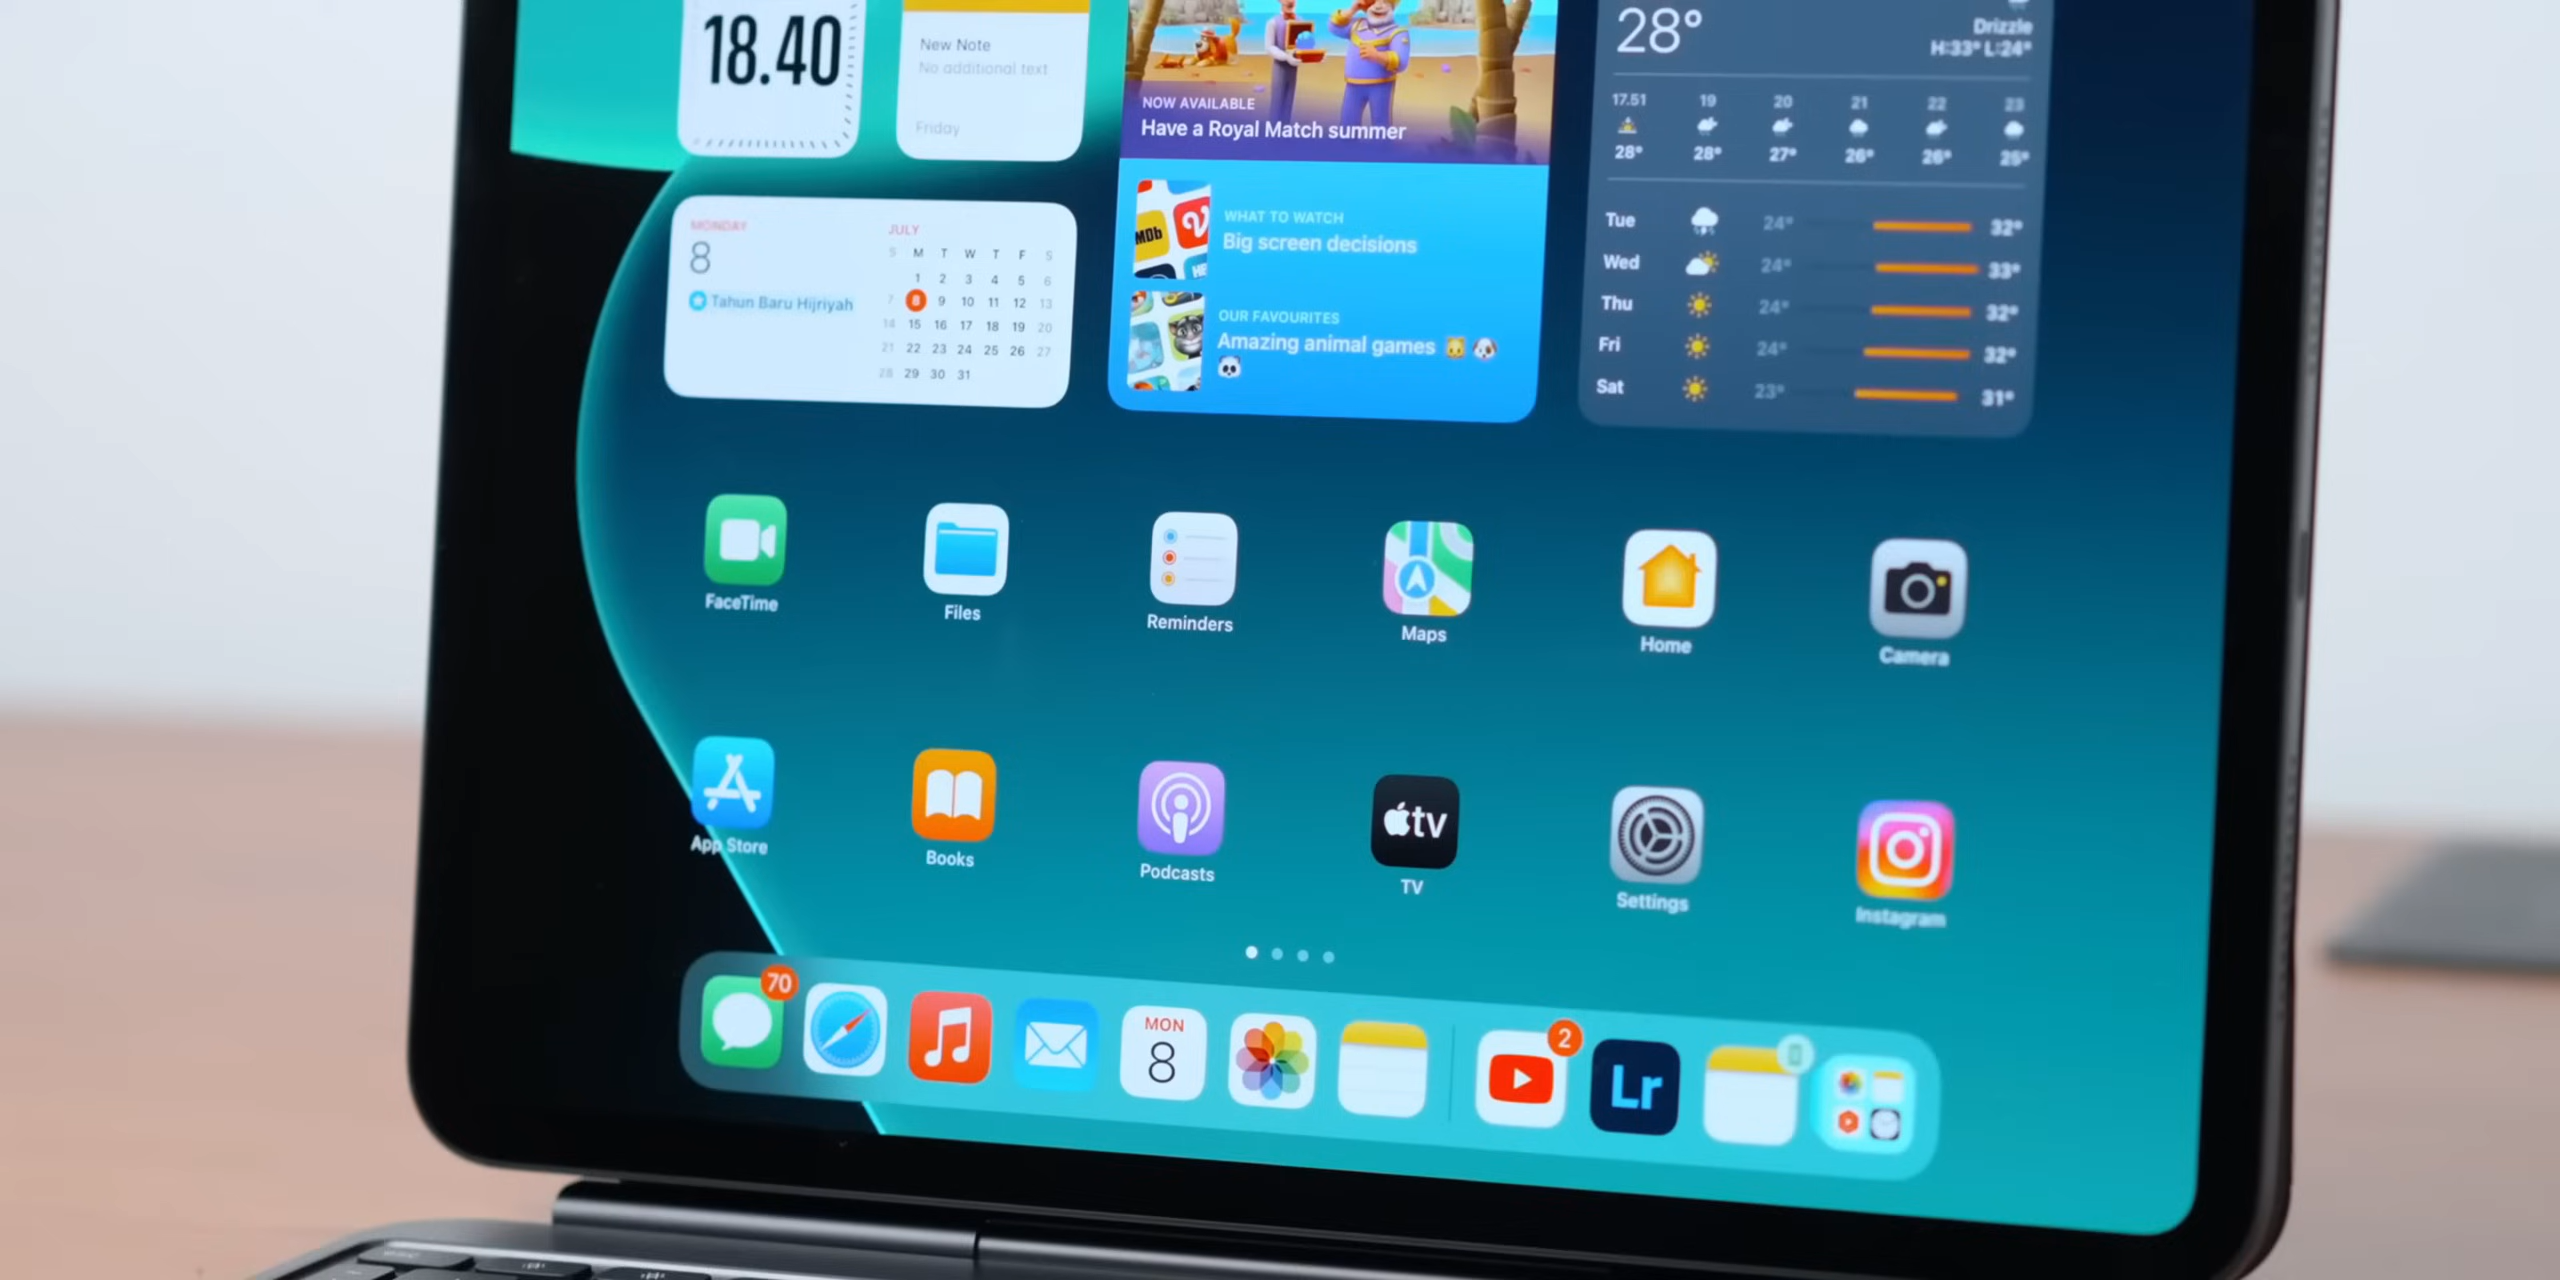 18.40
New Note
No additional text
Friday
NOW AVAILABLE
Have a Royal Match summer
WHAT TO WATCH
Big screen decisions
OUR FAVOURITES
Amazing animal games 🐱🐶
🐼
MDb
28°
Drizzle
H:33° L:24°
17.51 19 20 21 22 23
28° 28° 27° 26° 26° 25°
Tue 24° 32°
Wed 24° 33°
Thu 24° 32°
Fri 24° 32°
Sat 23° 31°
MONDAY
8
Tahun Baru Hijriyah
JULY
S M T W T F S
1 2 3 4 5 6
7 8 9 10 11 12 13
14 15 16 17 18 19 20
21 22 23 24 25 26 27
28 29 30 31
FaceTime
Files
Reminders
Maps
Home
Camera
App Store
Books
Podcasts
tv
TV
Settings
Instagram
70
MON
8
2
Lr